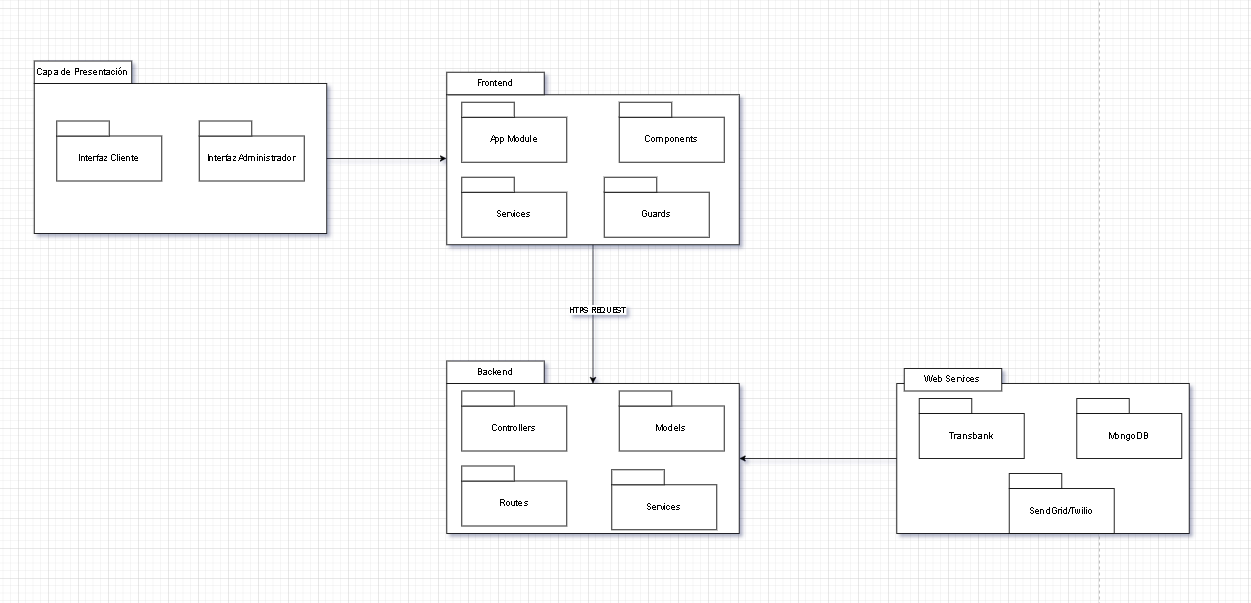 Capa de Presentación
Interfaz Cliente
Interfaz Administrador
Frontend
App Module
Components
Services
Guards
HTPS REQUEST
Backend
Controllers
Models
Routes
Services
Web Services
Transbank
MongoDB
SendGrid/Twilio